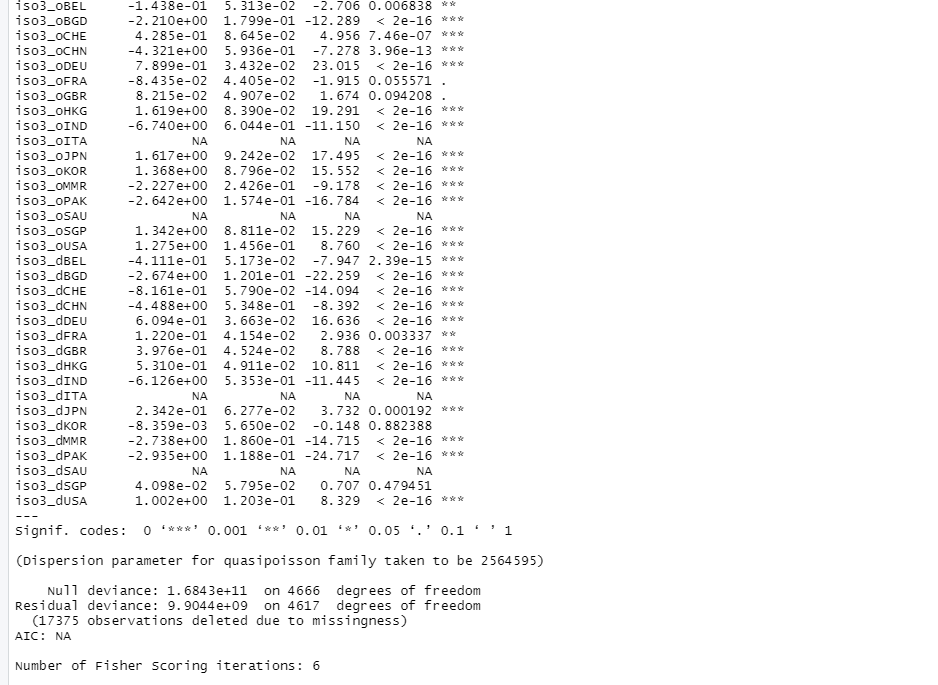 iso3_oBEL     -1.438e-01  5.313e-02  -2.706 0.006838 **
iso3_oBGD     -2.210e+00  1.799e-01 -12.289  < 2e-16 ***
iso3_oCHE      4.285e-01  8.645e-02   4.956 7.46e-07 ***
iso3_oCHN     -4.321e+00  5.936e-01  -7.278 3.96e-13 ***
iso3_oDEU      7.899e-01  3.432e-02  23.015  < 2e-16 ***
iso3_oFRA     -8.435e-02  4.405e-02  -1.915 0.055571 .
iso3_oGBR      8.215e-02  4.907e-02   1.674 0.094208 .
iso3_oHKG      1.619e+00  8.390e-02  19.291  < 2e-16 ***
iso3_oIND     -6.740e+00  6.044e-01 -11.150  < 2e-16 ***
iso3_oITA             NA         NA      NA       NA
iso3_oJPN      1.617e+00  9.242e-02  17.495  < 2e-16 ***
iso3_oKOR      1.368e+00  8.796e-02  15.552  < 2e-16 ***
iso3_oMMR     -2.227e+00  2.426e-01  -9.178  < 2e-16 ***
iso3_oPAK     -2.642e+00  1.574e-01 -16.784  < 2e-16 ***
iso3_oSAU             NA         NA      NA       NA
iso3_oSGP      1.342e+00  8.811e-02  15.229  < 2e-16 ***
iso3_oUSA      1.275e+00  1.456e-01   8.760  < 2e-16 ***
iso3_dBEL     -4.111e-01  5.173e-02  -7.947 2.39e-15 ***
iso3_dBGD     -2.674e+00  1.201e-01 -22.259  < 2e-16 ***
iso3_dCHE     -8.161e-01  5.790e-02 -14.094  < 2e-16 ***
iso3_dCHN     -4.488e+00  5.348e-01  -8.392  < 2e-16 ***
iso3_dDEU      6.094e-01  3.663e-02  16.636  < 2e-16 ***
iso3_dFRA      1.220e-01  4.154e-02   2.936 0.003337 **
iso3_dGBR      3.976e-01  4.524e-02   8.788  < 2e-16 ***
iso3_dHKG      5.310e-01  4.911e-02  10.811  < 2e-16 ***
iso3_dIND     -6.126e+00  5.353e-01 -11.445  < 2e-16 ***
iso3_dITA             NA         NA      NA       NA
iso3_dJPN      2.342e-01  6.277e-02   3.732 0.000192 ***
iso3_dKOR     -8.359e-03  5.650e-02  -0.148 0.882388
iso3_dMMR     -2.738e+00  1.860e-01 -14.715  < 2e-16 ***
iso3_dPAK     -2.935e+00  1.188e-01 -24.717  < 2e-16 ***
iso3_dSAU             NA         NA      NA       NA
iso3_dSGP      4.098e-02  5.795e-02   0.707 0.479451
iso3_dUSA      1.002e+00  1.203e-01   8.329  < 2e-16 ***
---
Signif. codes:  0 ‘***’ 0.001 ‘**’ 0.01 ‘*’ 0.05 ‘.’ 0.1 ‘ ’ 1
(Dispersion parameter for quasipoisson family taken to be 2564595)
Null deviance: 1.6843e+11  on 4666  degrees of freedom
Residual deviance: 9.9044e+09  on 4617  degrees of freedom
(17375 observations deleted due to missingness)
AIC: NA
Number of Fisher Scoring iterations: 6